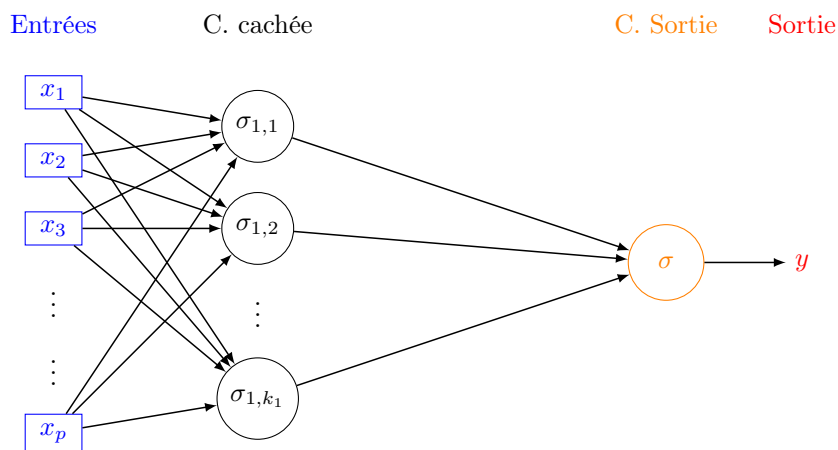 Entrées C. cachée C. Sortie Sortie
x₁
σ₁,₁
x₂
x₃
σ₁,₂
σ
y
⋮
⋮
⋮
σ₁,ₖ₁
xₚ